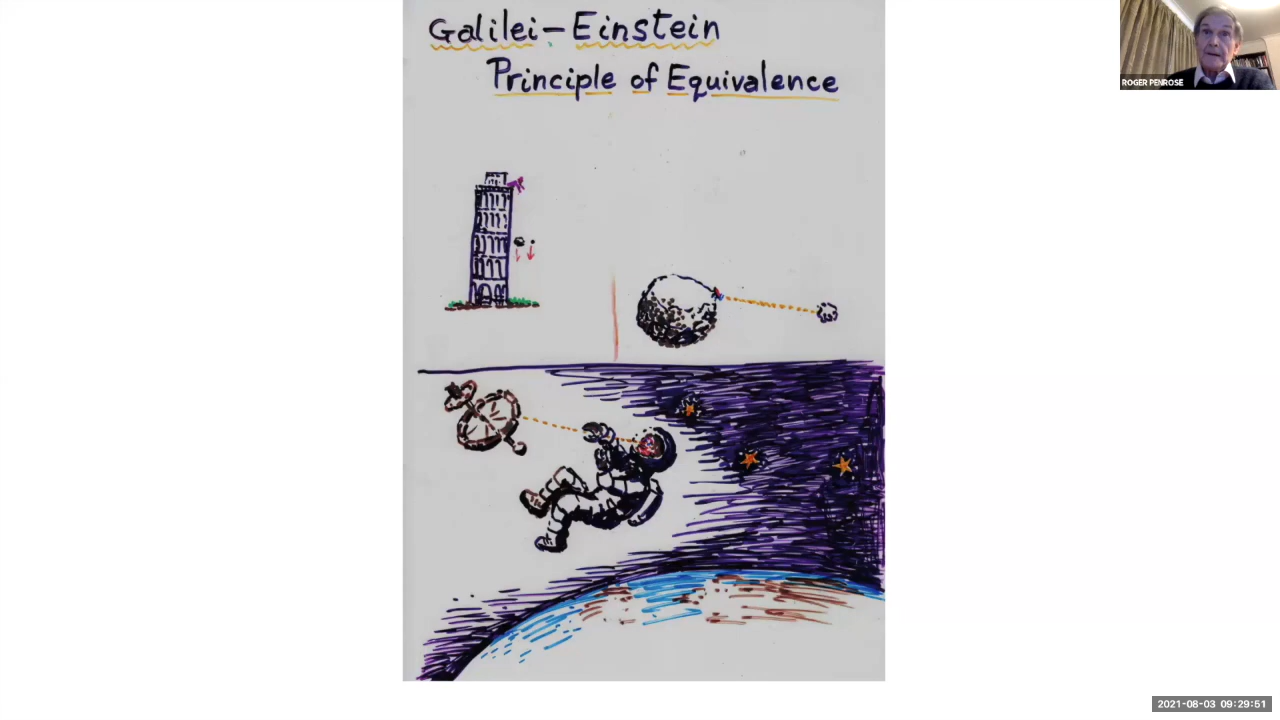 Galilei-Einstein
Principle of Equivalence
ROGER PENROSE
2021-08-03 09:29:51